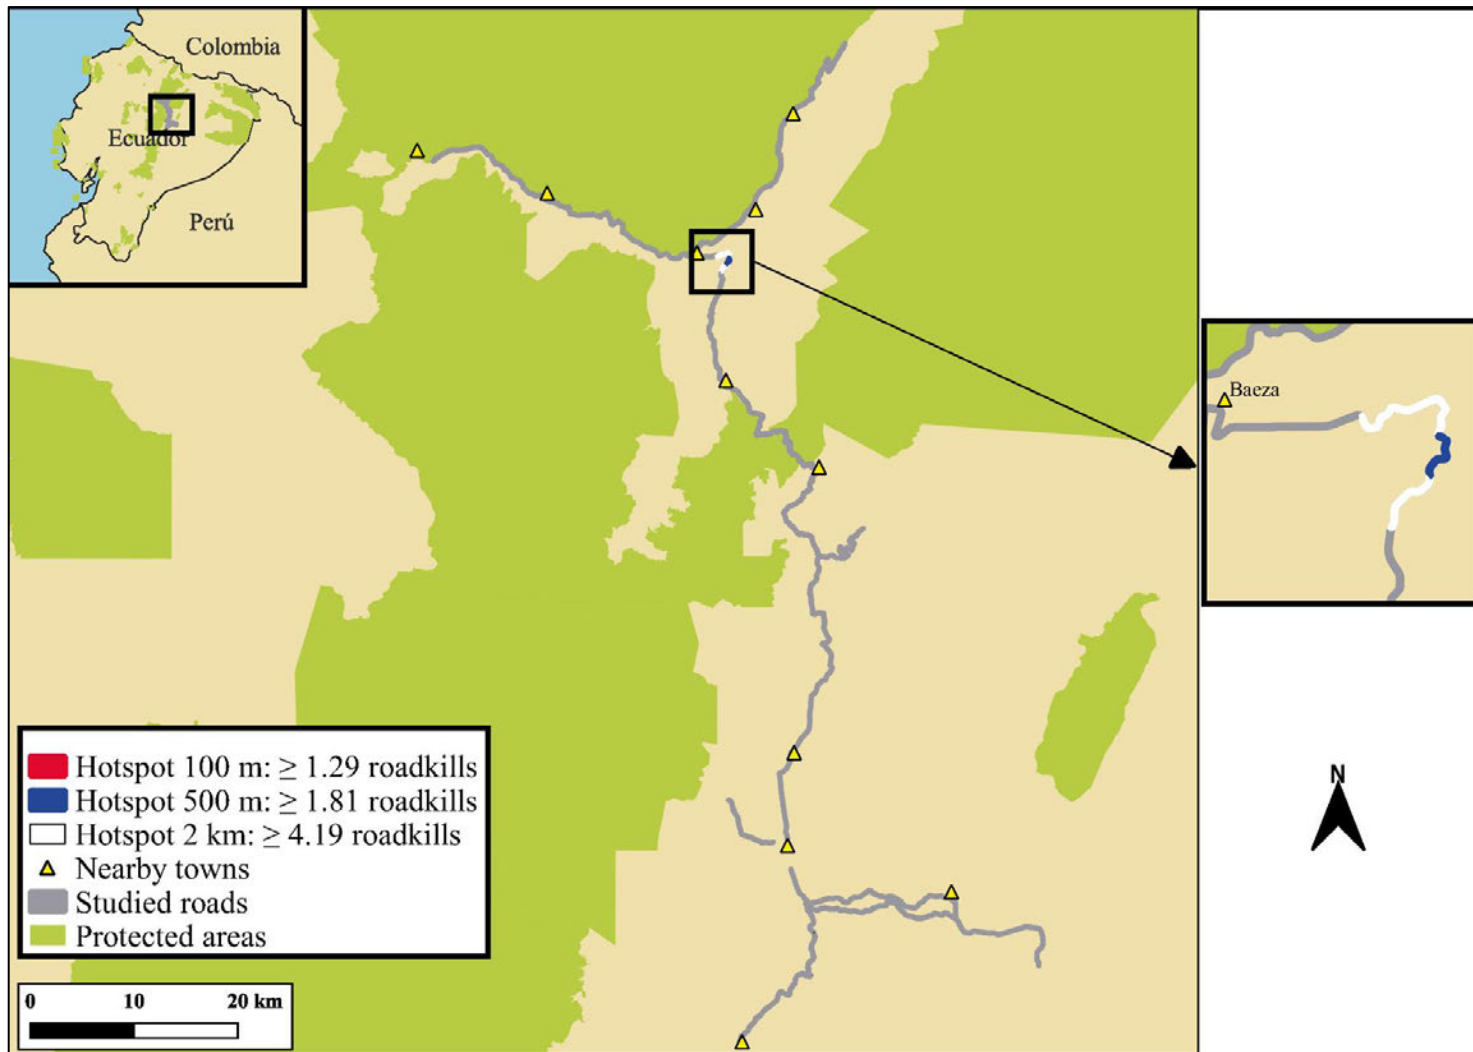 Colombia
Ecuador
Perú
Baeza
Hotspot 100 m: ≥ 1.29 roadkills
Hotspot 500 m: ≥ 1.81 roadkills
Hotspot 2 km: ≥ 4.19 roadkills
Nearby towns
Studied roads
Protected areas
N
0 10 20 km